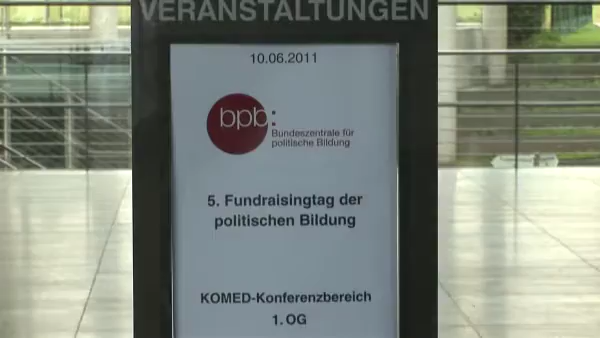 VERANSTALTUNGEN
10.06.2011
bpb:
Bundeszentrale für
politische Bildung
5. Fundraisingtag der
politischen Bildung
KOMED-Konferenzbereich
1. OG